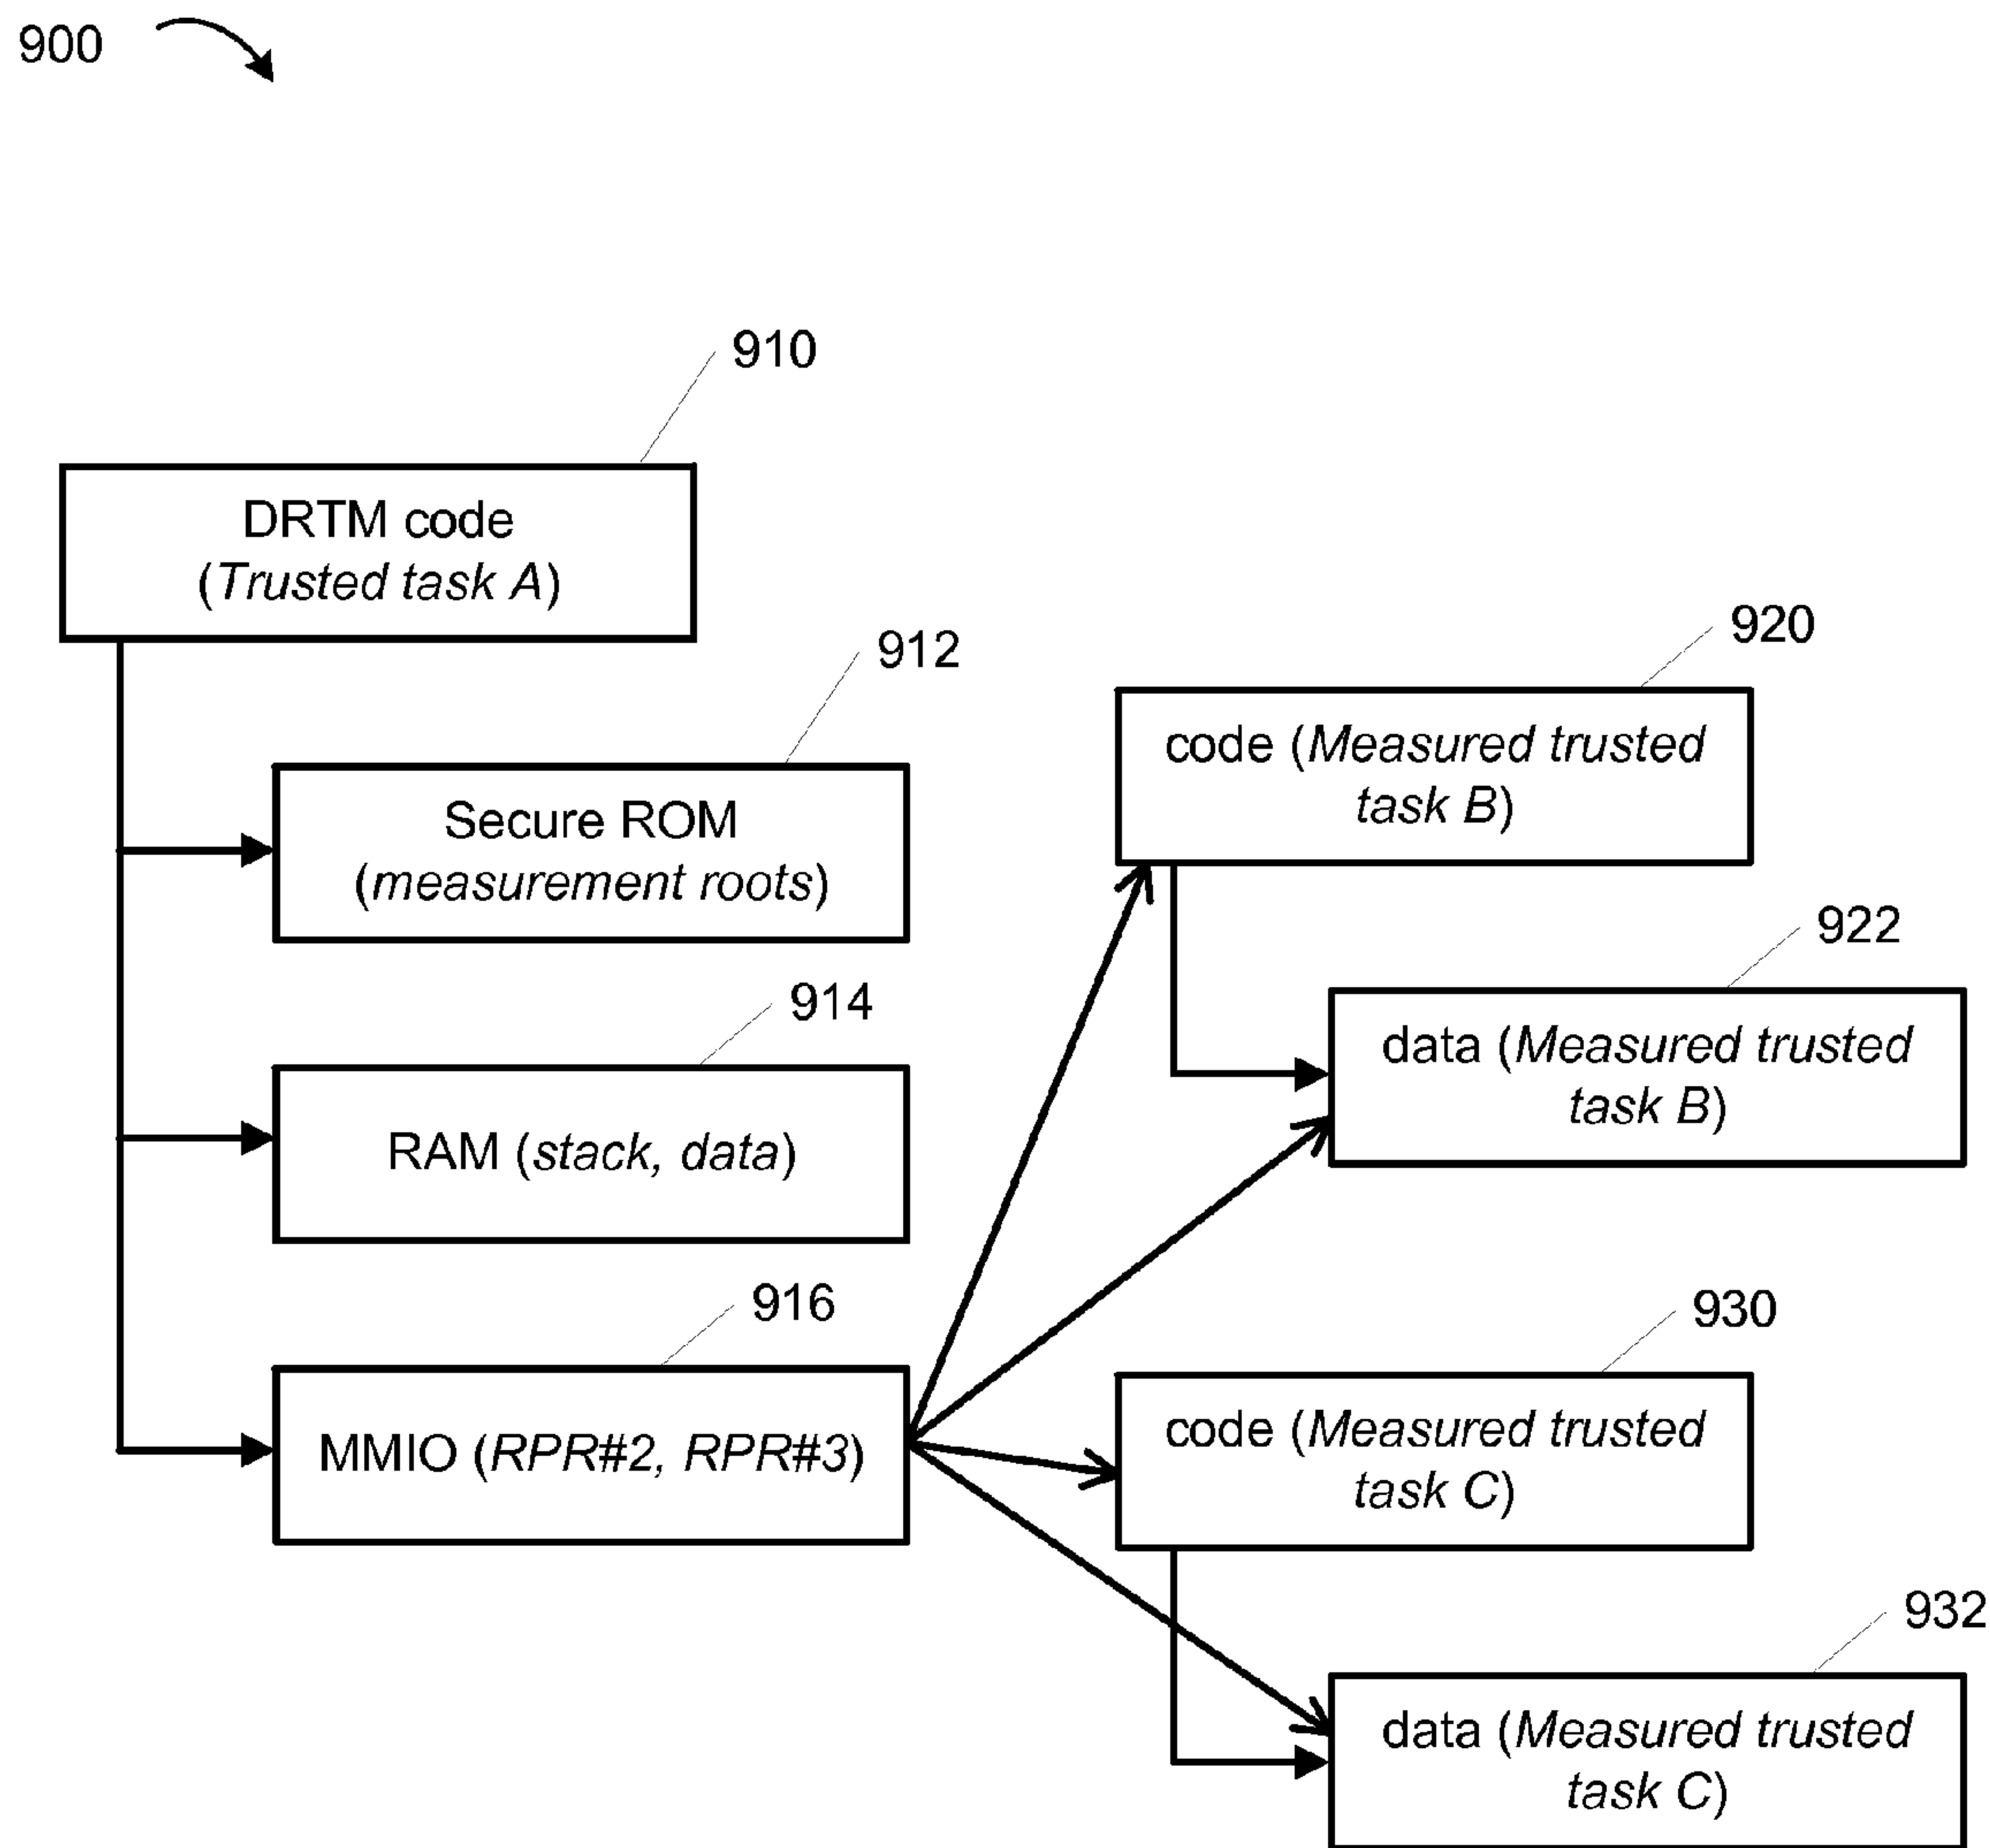 900
910
DRTM code
(Trusted task A)
912
Secure ROM
(measurement roots)
914
RAM (stack, data)
916
MMIO (RPR#2, RPR#3)
920
code (Measured trusted
task B)
922
data (Measured trusted
task B)
930
code (Measured trusted
task C)
932
data (Measured trusted
task C)